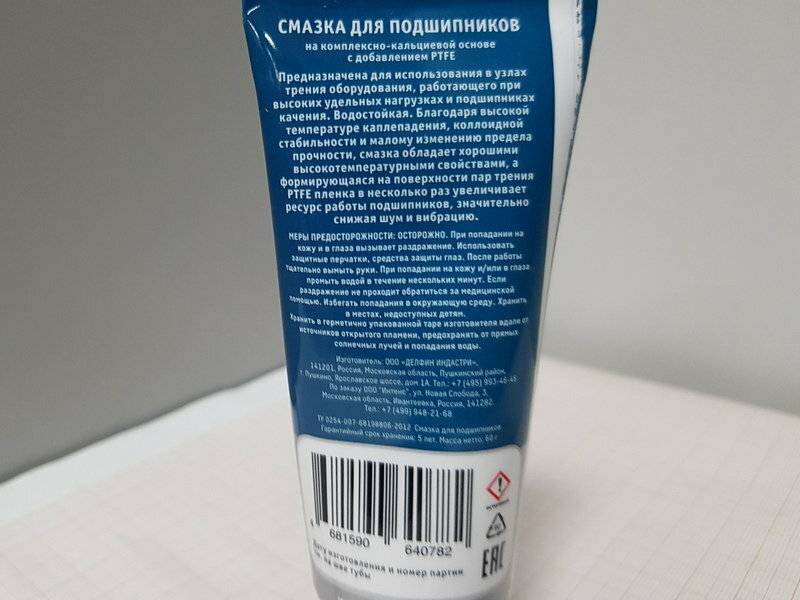 СМАЗКА ДЛЯ ПОДШИПНИКОВ
на комплексно-кальциевой основе
с добавлением PTFE
Предназначена для использования в узлах
трения оборудования, работающего при
высоких удельных нагрузках и подшипниках
качения. Водостойкая. Благодаря высокой
температуре каплепадения, коллоидной
стабильности и малому изменению предела
прочности, смазка обладает хорошими
высокотемпературными свойствами, а
формирующаяся на поверхности пар трения
PTFE пленка в несколько раз увеличивает
ресурс работы подшипников, значительно
снижая шум и вибрацию.
МЕРЫ ПРЕДОСТОРОЖНОСТИ: ОСТОРОЖНО. При попадании на
кожу и в глаза вызывает раздражение. Использовать
защитные перчатки, средства защиты глаз. После работы
тщательно вымыть руки. При попадании на кожу и/или в глаза
промыть водой в течение нескольких минут. Если
раздражение не проходит обратиться за медицинской
помощью. Избегать попадания в окружающую среду. Хранить
в местах, недоступных детям.
Хранить в герметично упакованной таре изготовителя вдали от
источников открытого пламени, предохранять от прямых
солнечных лучей и попадания воды.
Изготовитель: ООО «ДЕЛФИН ИНДАСТРИ»,
141201, Россия, Московская область, Пушкинский район,
г. Пушкино, Ярославское шоссе, дом 1А. Тел.: +7 (495) 993-46-46
По заказу ООО "Интенс", ул. Новая Слобода, 3,
Московская область, Ивантеевка, Россия, 141282.
Тел.: +7 (499) 948-21-68
ТУ 0254-007-68198806-2012 Смазка для подшипников
Гарантийный срок хранения: 5 лет. Масса нетто: 60 г
4 681590 640782
Дата изготовления и номер партии
на шве тубы
EAC